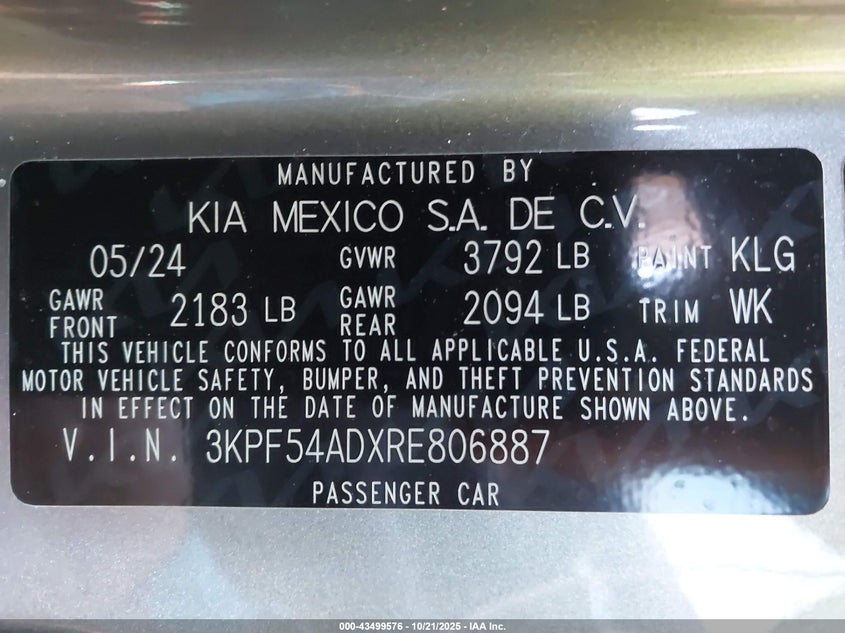 MANUFACTURED BY
KIA MEXICO S.A. DE C.V.
05/24 GVWR 3792 LB PAINT KLG
GAWR FRONT 2183 LB GAWR REAR 2094 LB TRIM WK
THIS VEHICLE CONFORMS TO ALL APPLICABLE U.S.A. FEDERAL
MOTOR VEHICLE SAFETY, BUMPER, AND THEFT PREVENTION STANDARDS
IN EFFECT ON THE DATE OF MANUFACTURE SHOWN ABOVE.
V.I.N. 3KPF54ADXRE806887
PASSENGER CAR
000-43499576 - 10/21/2025 - IAA Inc.